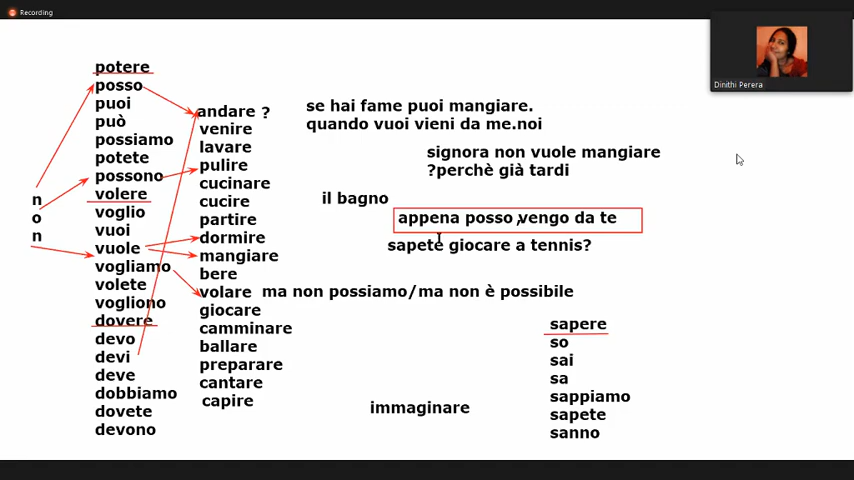 Recording
Dinithi Perera
n
o
n
potere
posso
puoi
può
possiamo
potete
possono
volere
voglio
vuoi
vuole
vogliamo
volete
vogliono
dovere
devo
devi
deve
dobbiamo
dovete
devono
andare ?
venire
lavare
pulire
cucinare
cucire
partire
dormire
mangiare
bere
volare
giocare
camminare
ballare
preparare
cantare
capire
se hai fame puoi mangiare.
quando vuoi vieni da me.noi
signora non vuole mangiare
?perchè già tardi
il bagno
appena posso ,vengo da te
sapete giocare a tennis?
ma non possiamo/ma non è possibile
immaginare
sapere
so
sai
sa
sappiamo
sapete
sanno